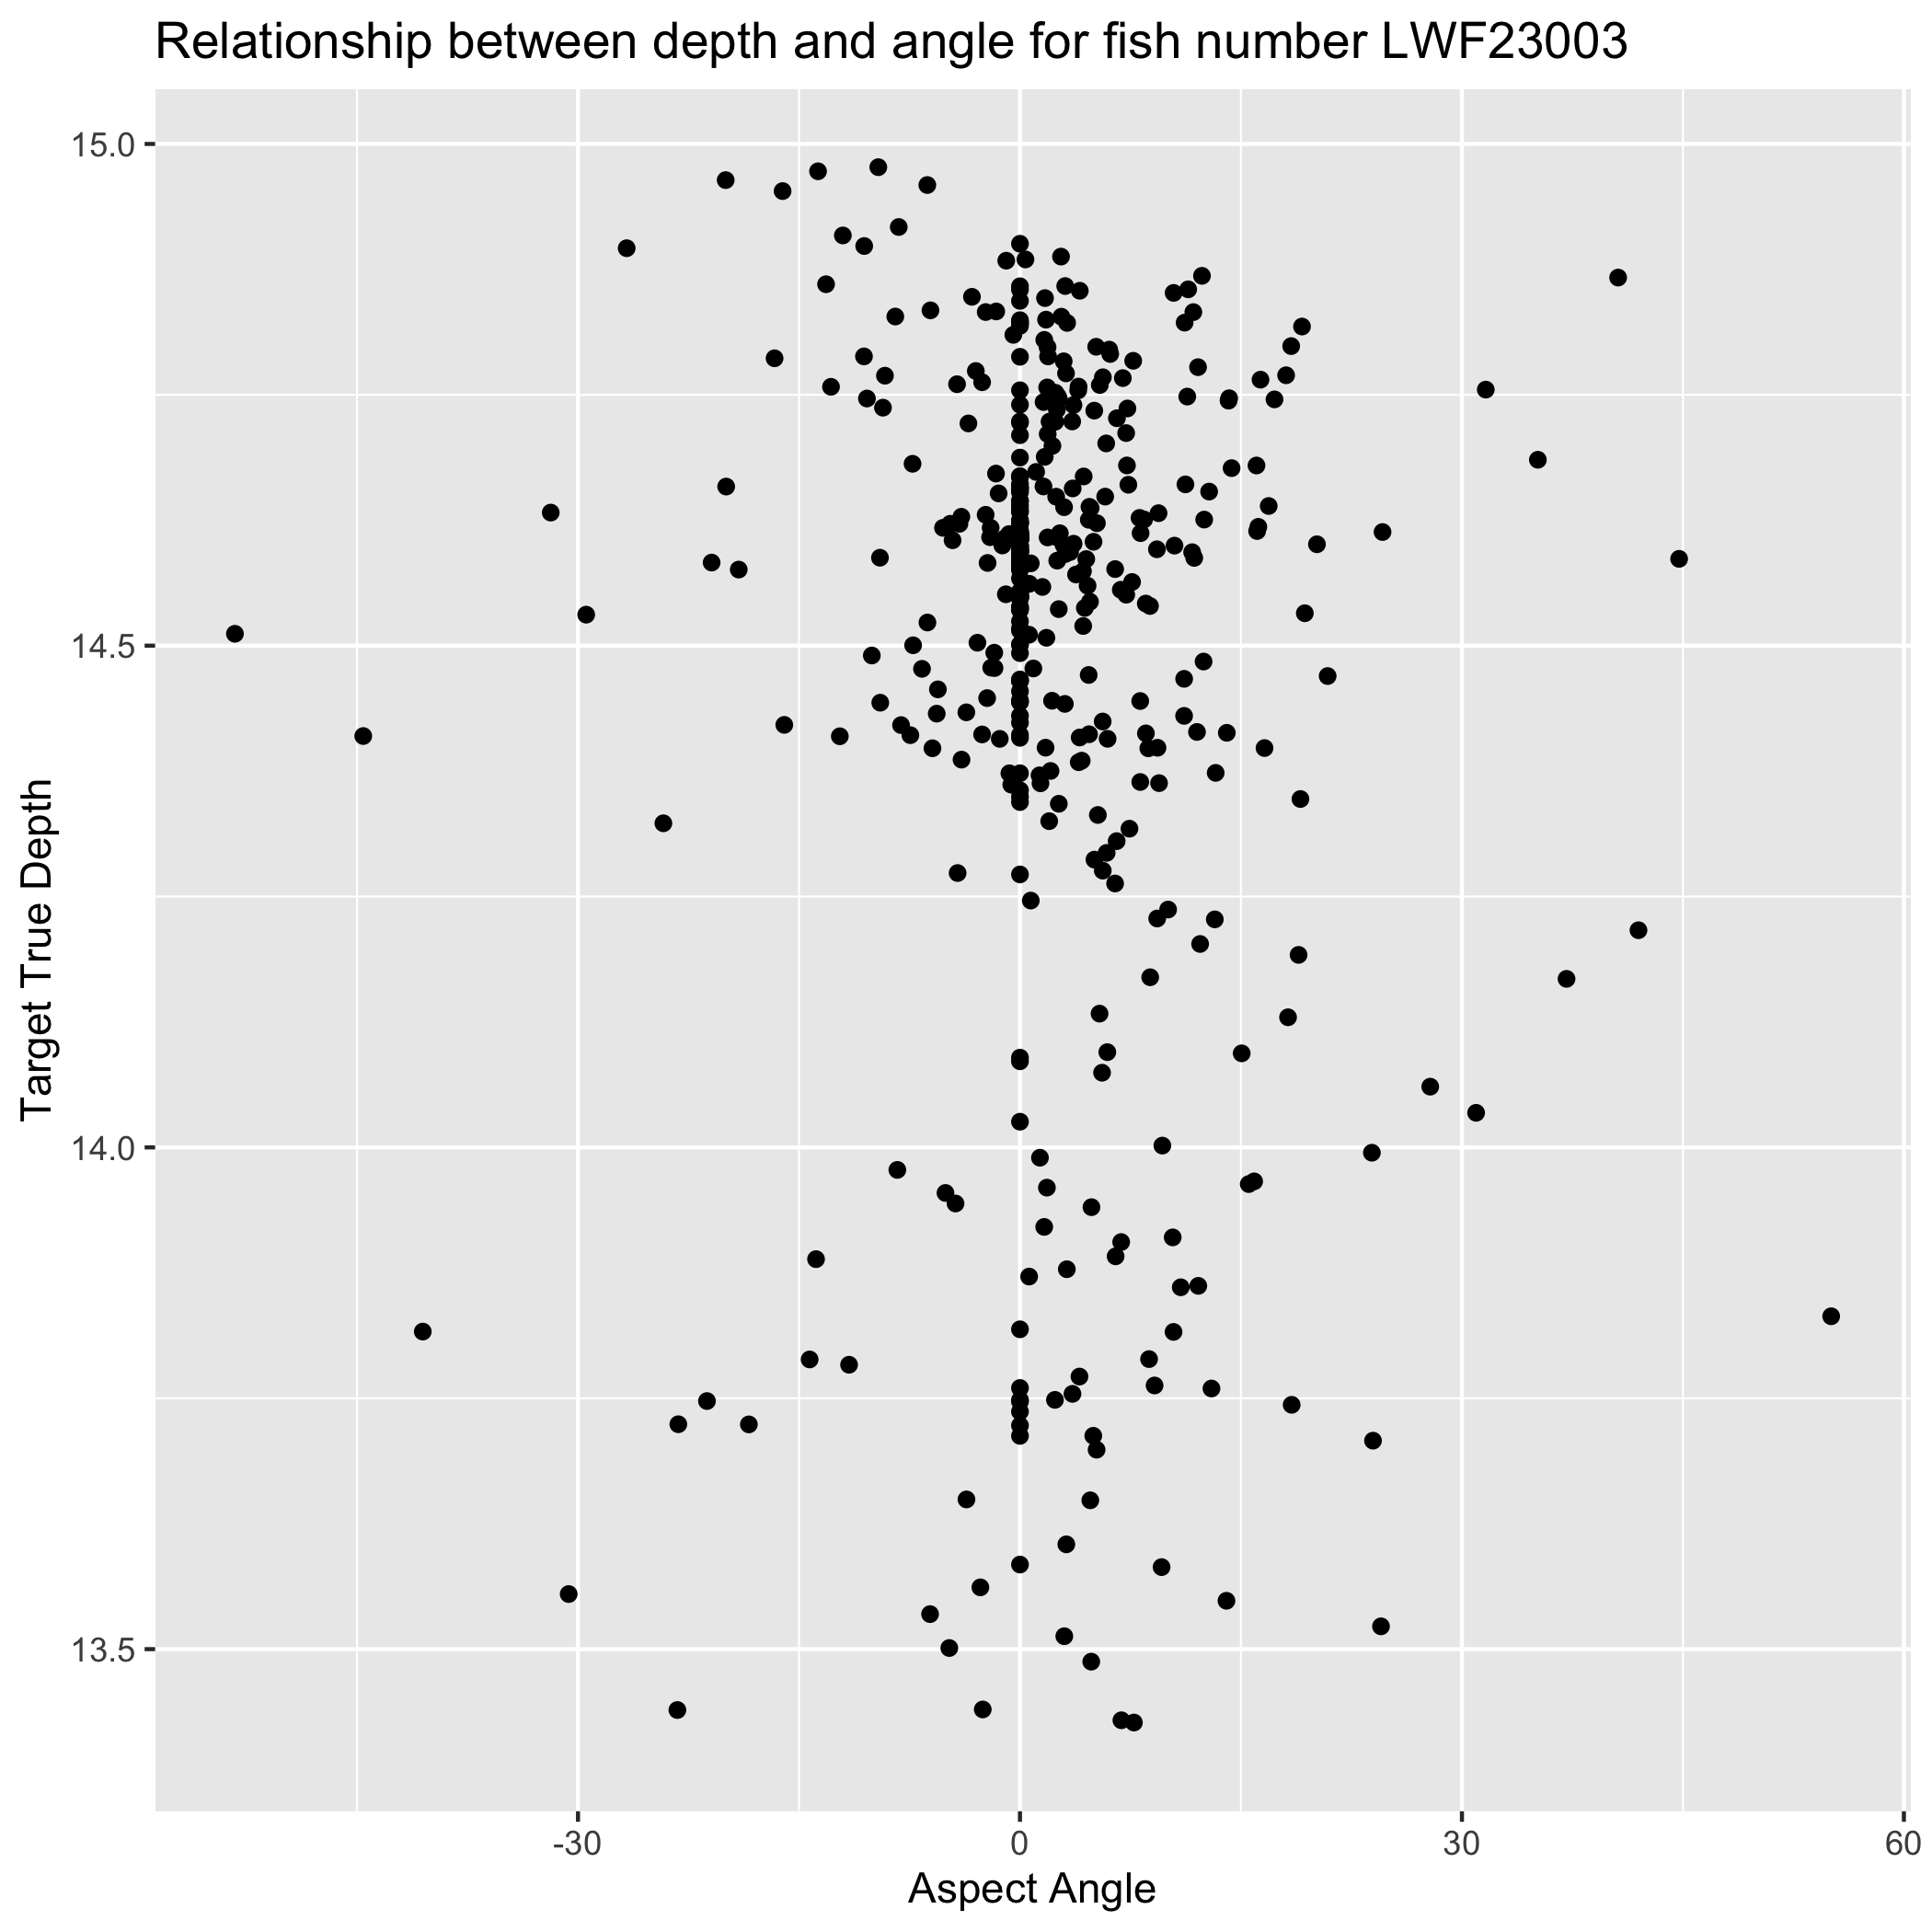 Relationship between depth and angle for fish number LWF23003
15.0
14.5
14.0
13.5
Target True Depth
-30
0
30
60
Aspect Angle